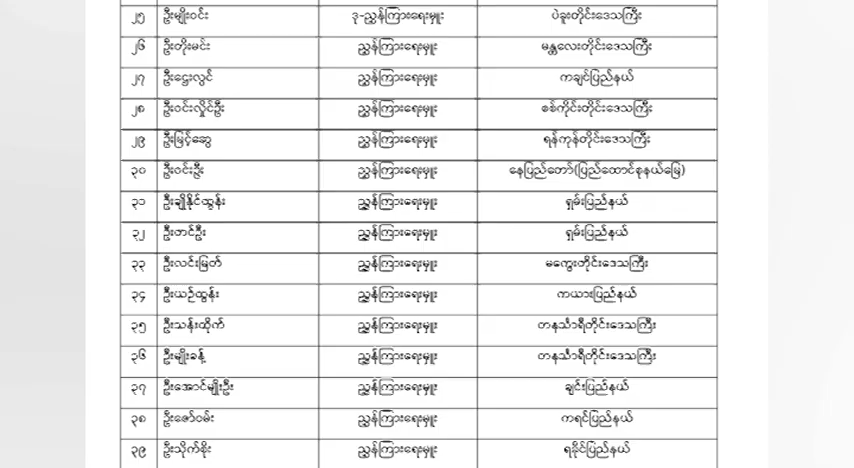 ၂၅ ဦးမျိုးဝင်း ဒု-ညွှန်ကြားရေးမှူး ပဲခူးတိုင်းဒေသကြီး
၂၆ ဦးတိုးမင်း ညွှန်ကြားရေးမှူး မန္တလေးတိုင်းဒေသကြီး
၂၇ ဦးဌေးလွင် ညွှန်ကြားရေးမှူး ကချင်ပြည်နယ်
၂၈ ဦးဝင်းလှိုင်ဦး ညွှန်ကြားရေးမှူး စစ်ကိုင်းတိုင်းဒေသကြီး
၂၉ ဦးမြင့်ဆွေ ညွှန်ကြားရေးမှူး ရန်ကုန်တိုင်းဒေသကြီး
၃၀ ဦးဝင်းဦး ညွှန်ကြားရေးမှူး နေပြည်တော်(ပြည်ထောင်စုနယ်မြေ)
၃၁ ဦးချိုနိုင်ထွန်း ညွှန်ကြားရေးမှူး ရှမ်းပြည်နယ်
၃၂ ဦးတင်ဦး ညွှန်ကြားရေးမှူး ရှမ်းပြည်နယ်
၃၃ ဦးလင်းမြတ် ညွှန်ကြားရေးမှူး မကွေးတိုင်းဒေသကြီး
၃၄ ဦးယဉ်ထွန်း ညွှန်ကြားရေးမှူး ကယားပြည်နယ်
၃၅ ဦးသန်းထိုက် ညွှန်ကြားရေးမှူး တနင်္သာရီတိုင်းဒေသကြီး
၃၆ ဦးမျိုးခန့် ညွှန်ကြားရေးမှူး တနင်္သာရီတိုင်းဒေသကြီး
၃၇ ဦးအောင်မျိုးဦး ညွှန်ကြားရေးမှူး ချင်းပြည်နယ်
၃၈ ဦးဇော်ဝမ်း ညွှန်ကြားရေးမှူး ကရင်ပြည်နယ်
၃၉ ဦးသိုက်စိုး ညွှန်ကြားရေးမှူး ရခိုင်ပြည်နယ်